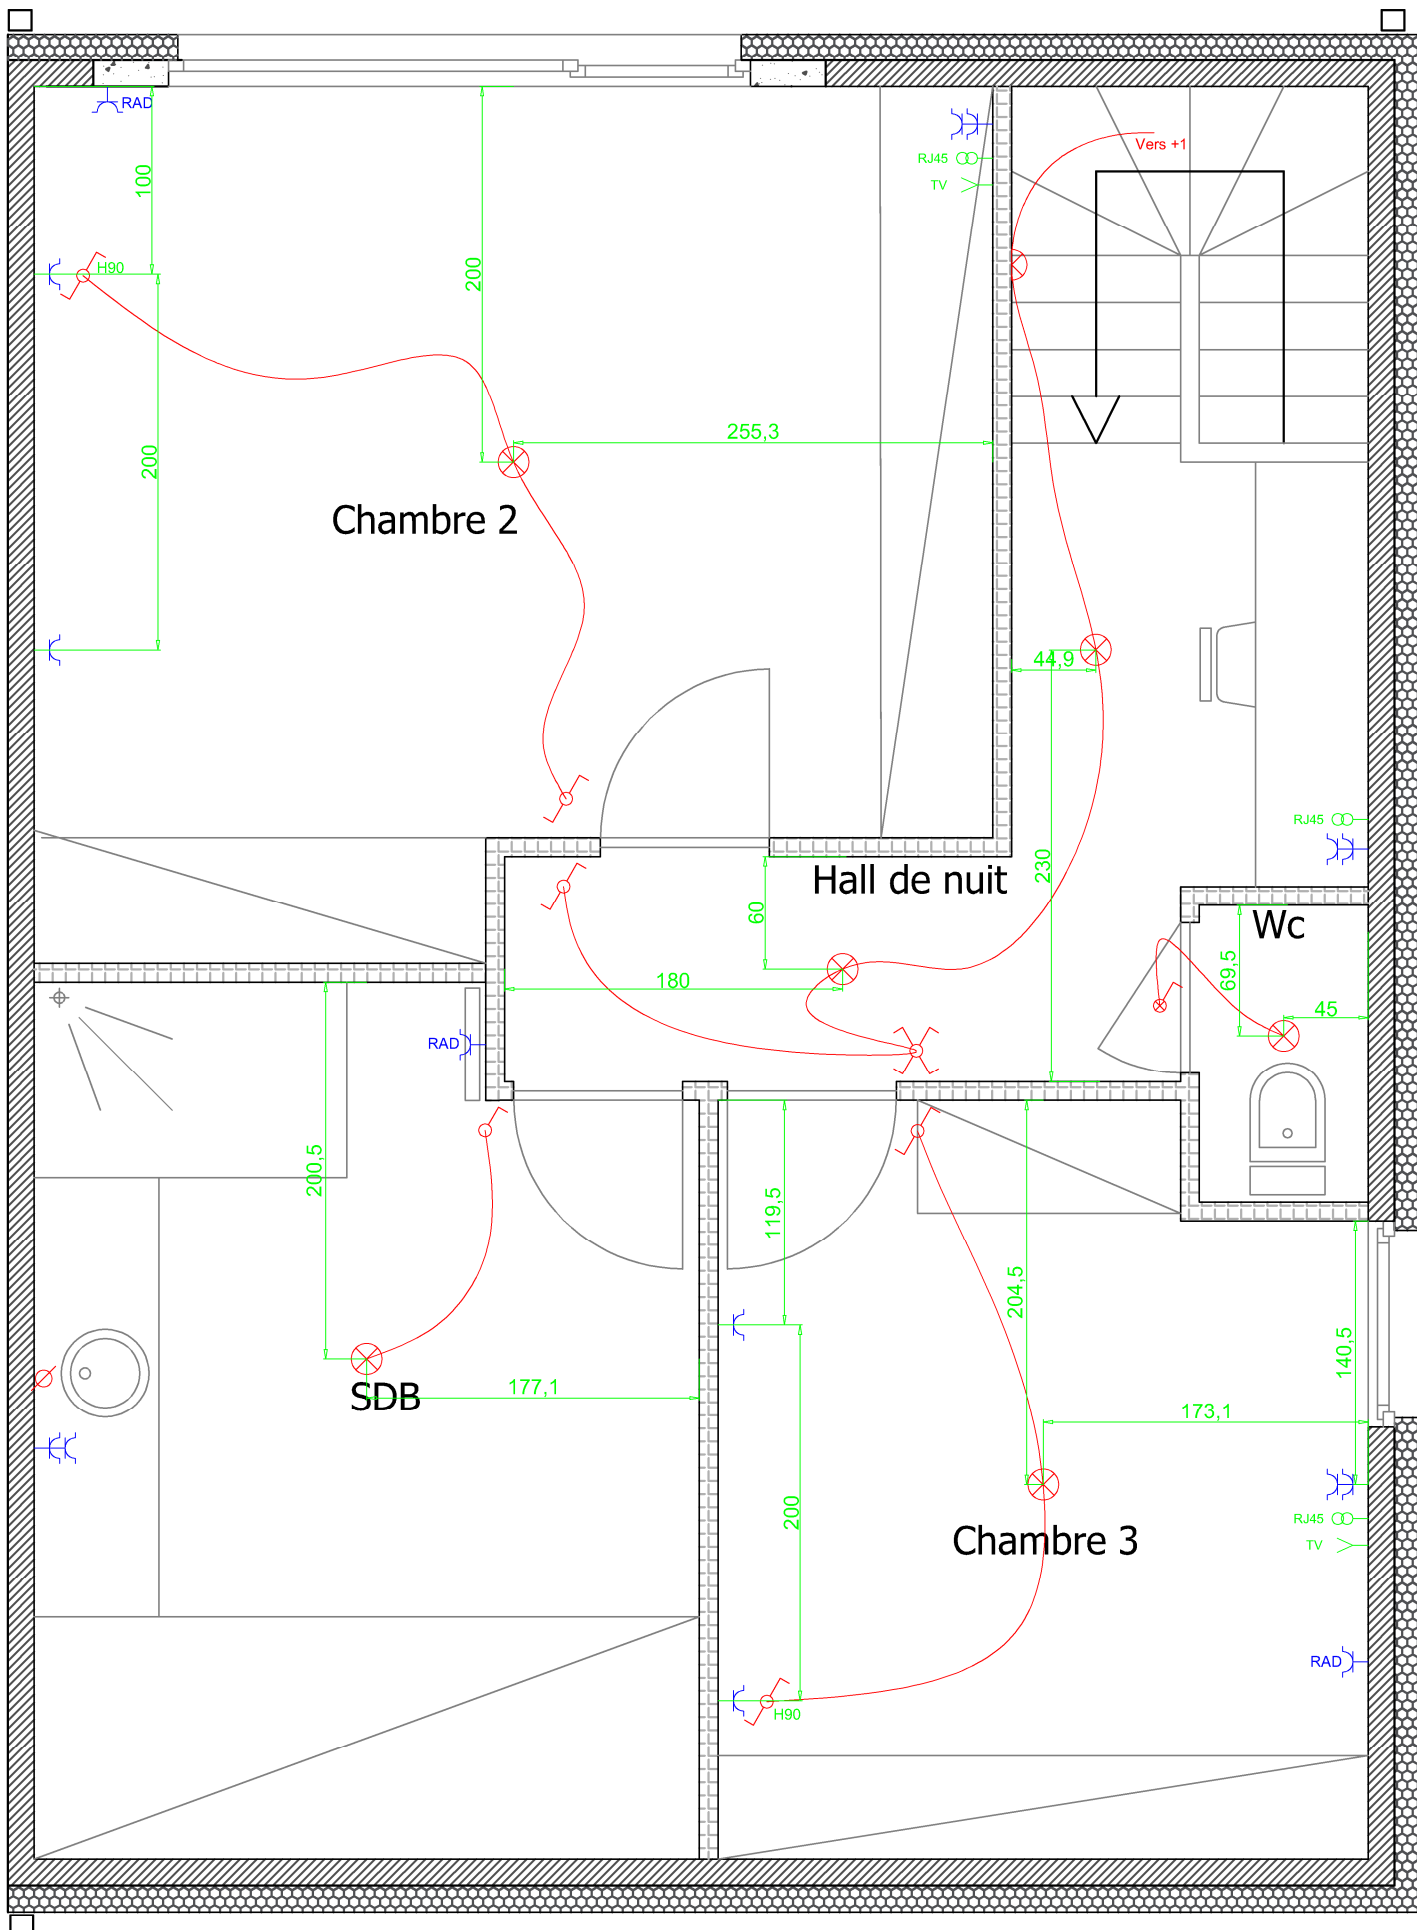 RAD
Vers +1
RJ45
TV
100
H90
200
255,3
200
Chambre 2
44,9
RJ45
230
Hall de nuit
60
Wc
69,5
180
45
RAD
200,5
119,5
204,5
140,5
177,1
SDB
173,1
200
RJ45
Chambre 3
TV
RAD
H90